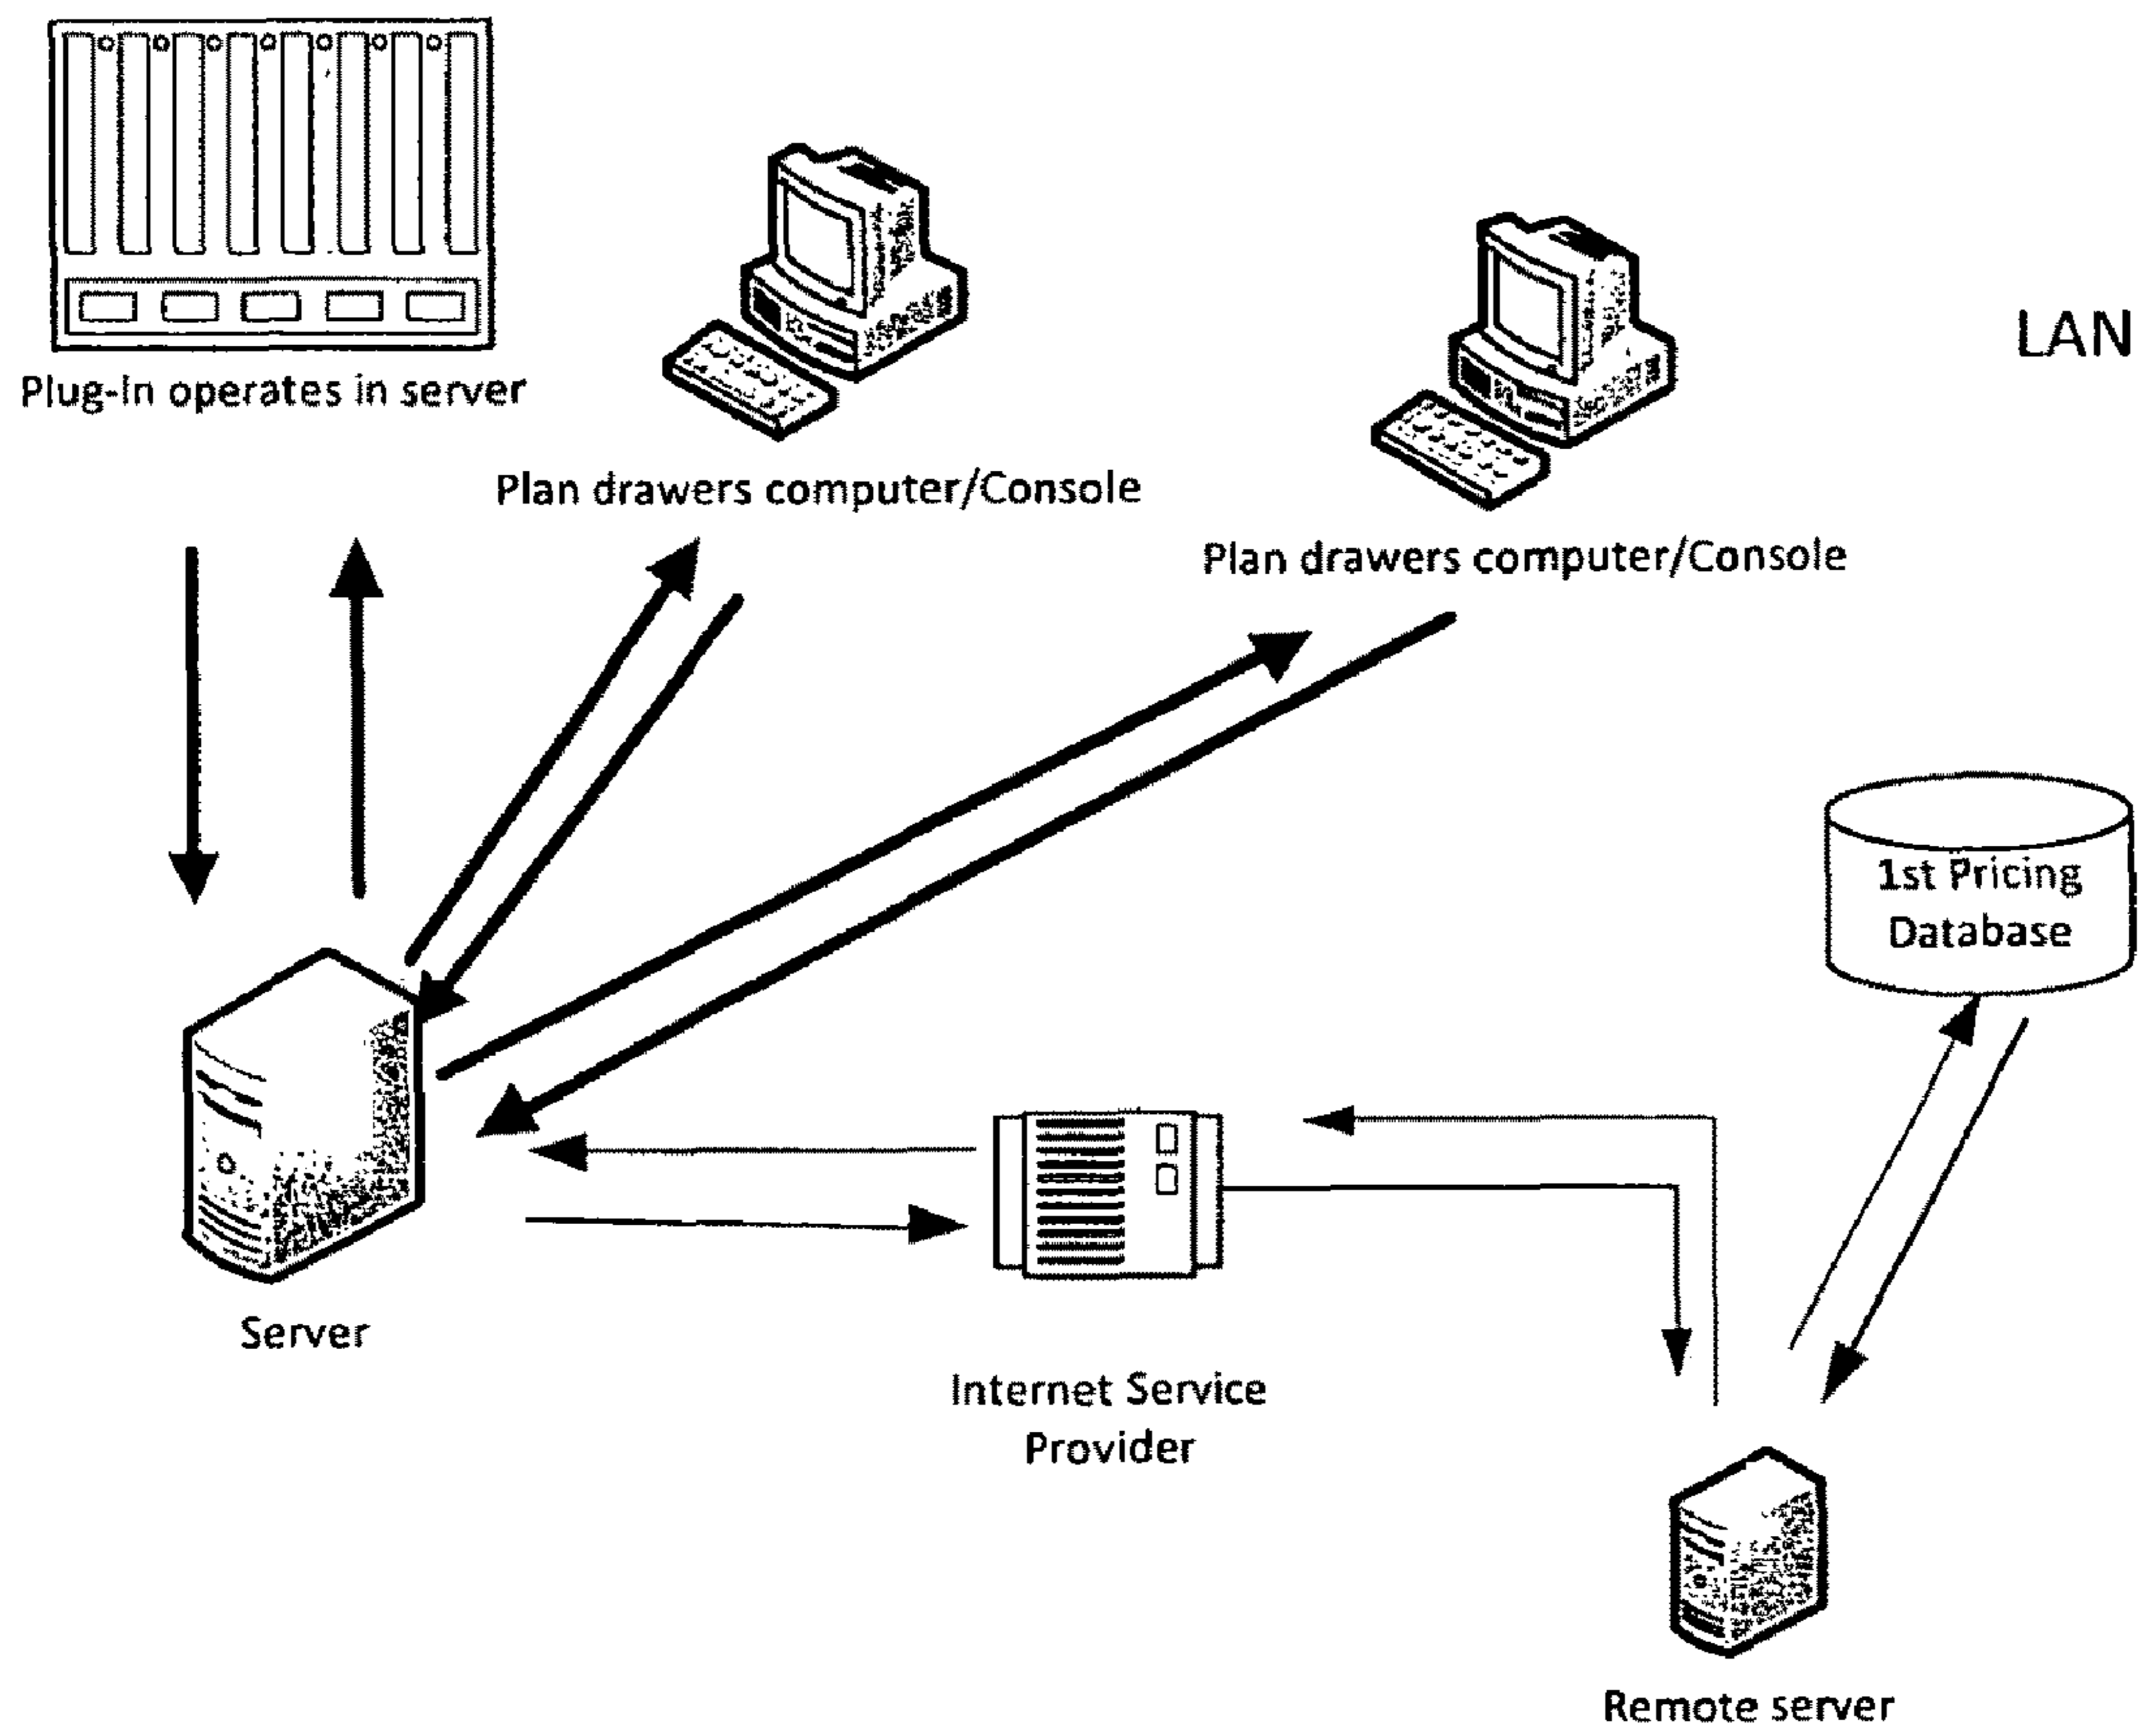 LAN
Plug-In operates in server
Plan drawers computer/Console
Plan drawers computer/Console
1st Pricing
Database
Server
Internet Service
Provider
Remote server